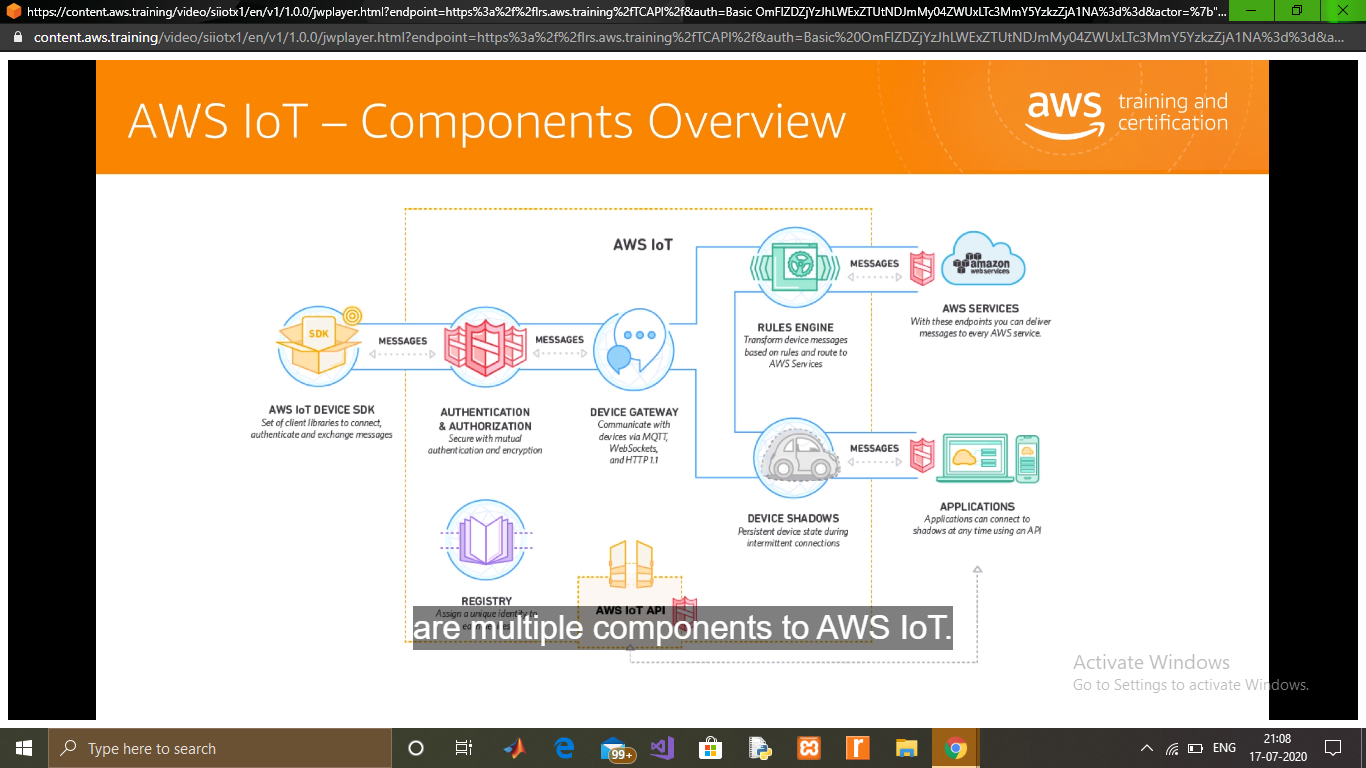 https://content.aws.training/video/siiotx1/en/v1/1.0.0/jwplayer.html?endpoint=https%3a%2f%2flrs.aws.training%2fTCAPI%2f&auth=Basic OmFlZDZjYzJhLWExZTUtNDJmMy04ZWUxLTc3MmY5YzkzZjA1NA%3d%3d&actor=%7b"...
content.aws.training/video/siiotx1/en/v1/1.0.0/jwplayer.html?endpoint=https%3a%2f%2flrs.aws.training%2fTCAPI%2f&auth=Basic%20OmFlZDZjYzJhLWExZTUtNDJmMy04ZWUxLTc3MmY5YzkzZjA1NA%3d%3d&a...
AWS IoT – Components Overview
aws training and
certification
AWS IoT
SDK
MESSAGES
MESSAGES
MESSAGES
amazon
web services
AWS SERVICES
With these endpoints you can deliver
messages to every AWS service.
RULES ENGINE
Transform device messages
based on rules and route to
AWS Services
AWS IoT DEVICE SDK
Set of client libraries to connect,
authenticate and exchange messages
AUTHENTICATION
& AUTHORIZATION
Secure with mutual
authentication and encryption
DEVICE GATEWAY
Communicate with
devices via MQTT,
WebSockets,
and HTTP 1.1
MESSAGES
DEVICE SHADOWS
Persistent device state during
intermittent connections
APPLICATIONS
Applications can connect to
shadows at any time using an API
REGISTRY
Assign a unique identity to
AWS IoT API
are multiple components to AWS IoT.
Activate Windows
Go to Settings to activate Windows.
Type here to search
99+
ENG
21:08
17-07-2020